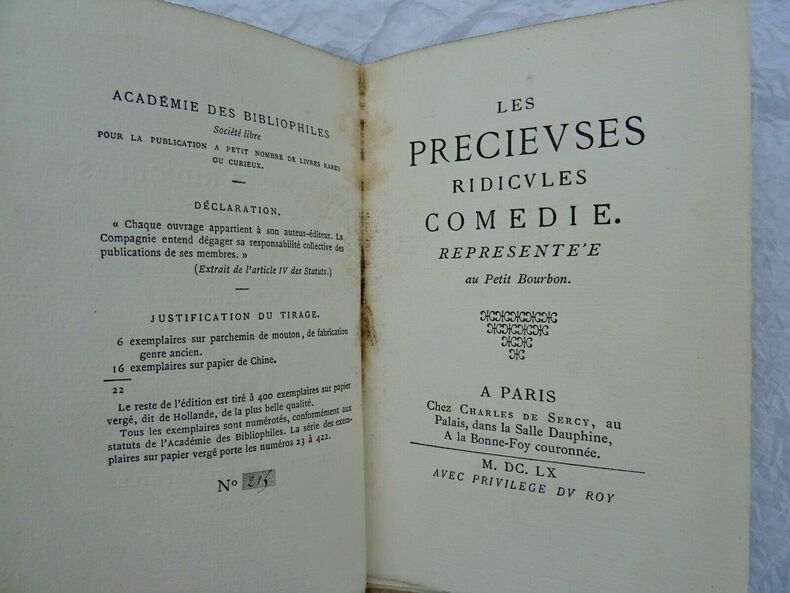 ACADÉMIE DES BIBLIOPHILES
Société libre
POUR LA PUBLICATION A PETIT NOMBRE DE LIVRES RARES
OU CURIEUX.
DÉCLARATION.
« Chaque ouvrage appartient à son auteur-éditeur. La
Compagnie entend dégager sa responsabilité collective des
publications de ses membres. »
(Extrait de l'article IV des Statuts.)
JUSTIFICATION DU TIRAGE.
6 exemplaires sur parchemin de mouton, de fabrication
genre ancien.
16 exemplaires sur papier de Chine.
22
Le reste de l'édition est tiré à 400 exemplaires sur papier
vergé, dit de Hollande, de la plus belle qualité.
Tous les exemplaires sont numérotés, conformément aux
statuts de l'Académie des Bibliophiles. La série des exem-
plaires sur papier vergé porte les numéros 23 à 422.
No
LES
PRECIEVSES
RIDICVLES
COMEDIE.
REPRESENTE'E
au Petit Bourbon.
A PARIS
Chez CHARLES DE SERCY, au
Palais, dans la Salle Dauphine,
A la Bonne-Foy couronnée.
M. DC. LX
AVEC PRIVILEGE DV ROY